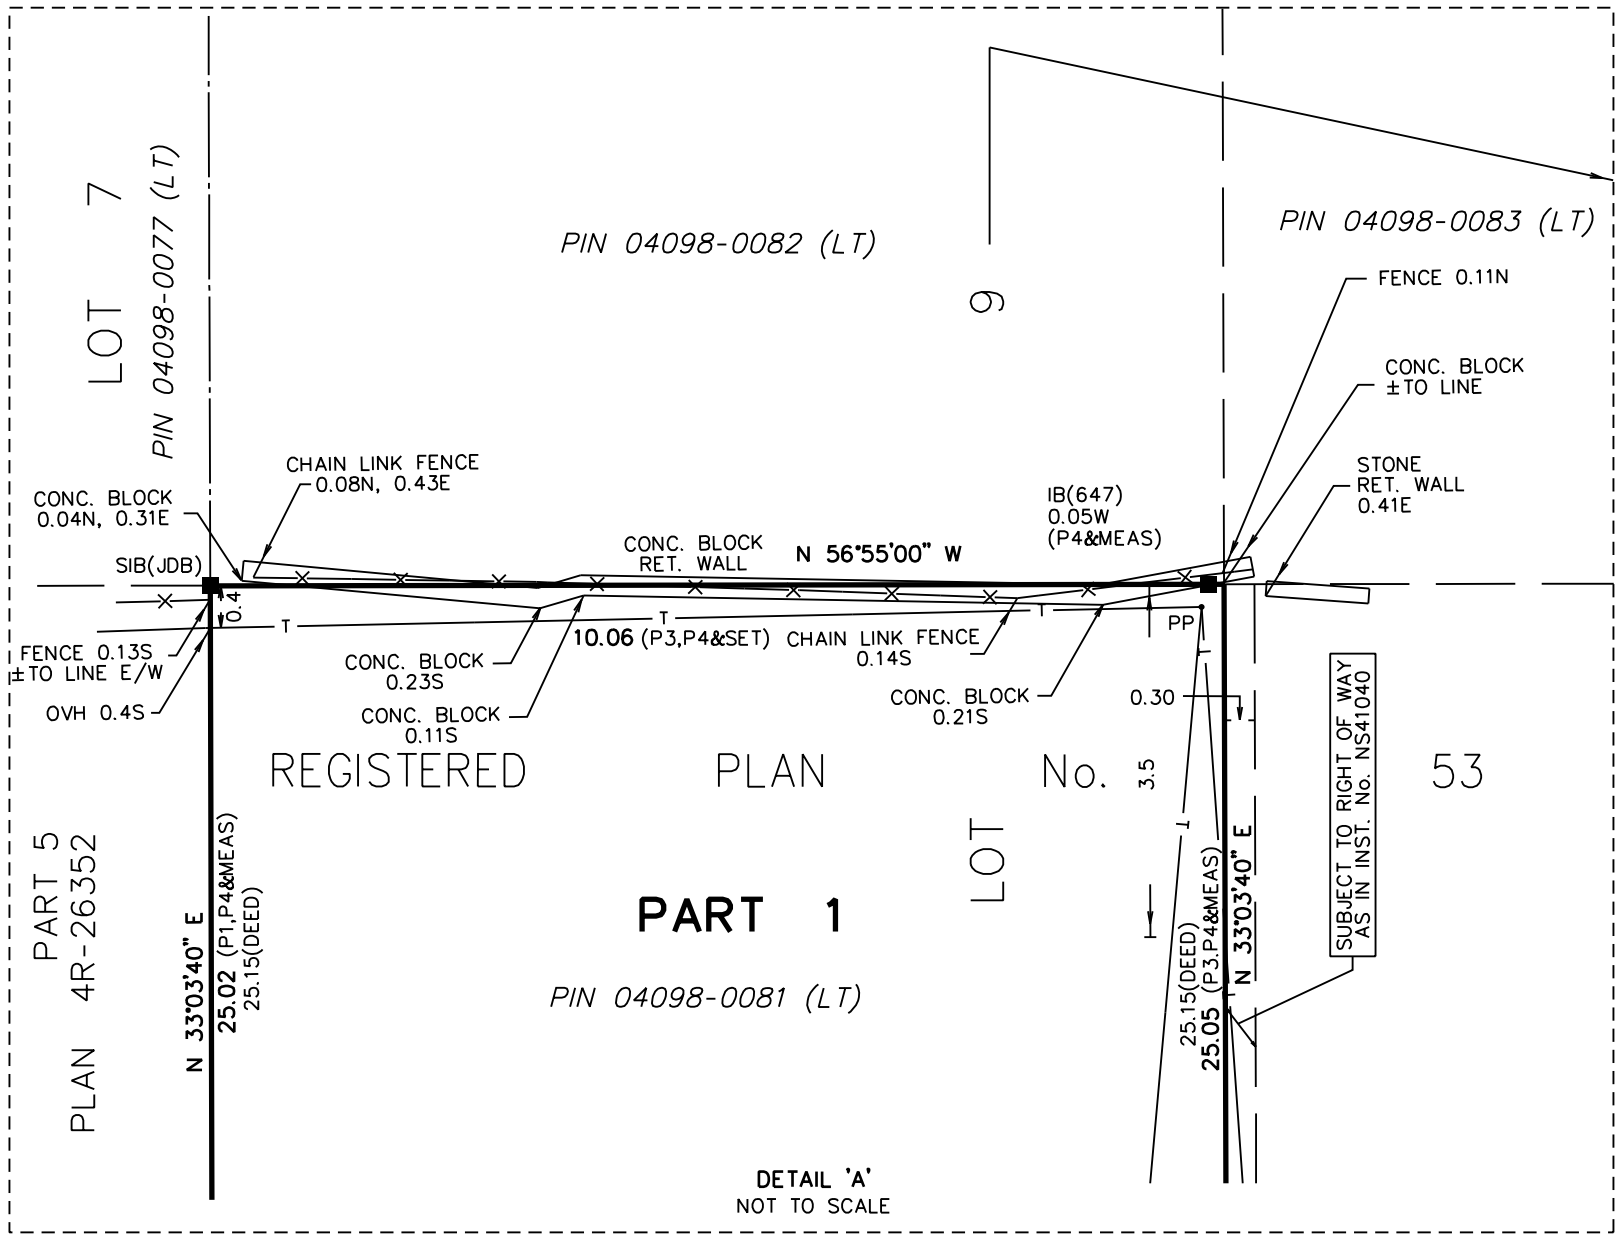 LOT 7
PIN 04098-0077 (LT)
PIN 04098-0082 (LT)
9
PIN 04098-0083 (LT)
FENCE 0.11N
CONC. BLOCK
±TO LINE
STONE
RET. WALL
0.41E
CHAIN LINK FENCE
0.08N, 0.43E
CONC. BLOCK
0.04N, 0.31E
SIB(JDB)
CONC. BLOCK
RET. WALL
N 56°55'00" W
IB(647)
0.05W
(P4&MEAS)
0.4
T
T
T
10.06 (P3,P4&SET)
CHAIN LINK FENCE
0.14S
PP
T
FENCE 0.13S
±TO LINE E/W
OVH 0.4S
CONC. BLOCK
0.23S
CONC. BLOCK
0.11S
CONC. BLOCK
0.21S
0.30
REGISTERED PLAN No. 53
3.5
SUBJECT TO RIGHT OF WAY
AS IN INST. No. NS41040
PART 5
PLAN 4R-26352
N 33°03'40" E
25.02 (P1,P4&MEAS)
25.15(DEED)
PART 1
PIN 04098-0081 (LT)
LOT
T
25.15(DEED)
25.05 (P3.P4&MEAS)
N 33°03'40" E
T
DETAIL 'A'
NOT TO SCALE